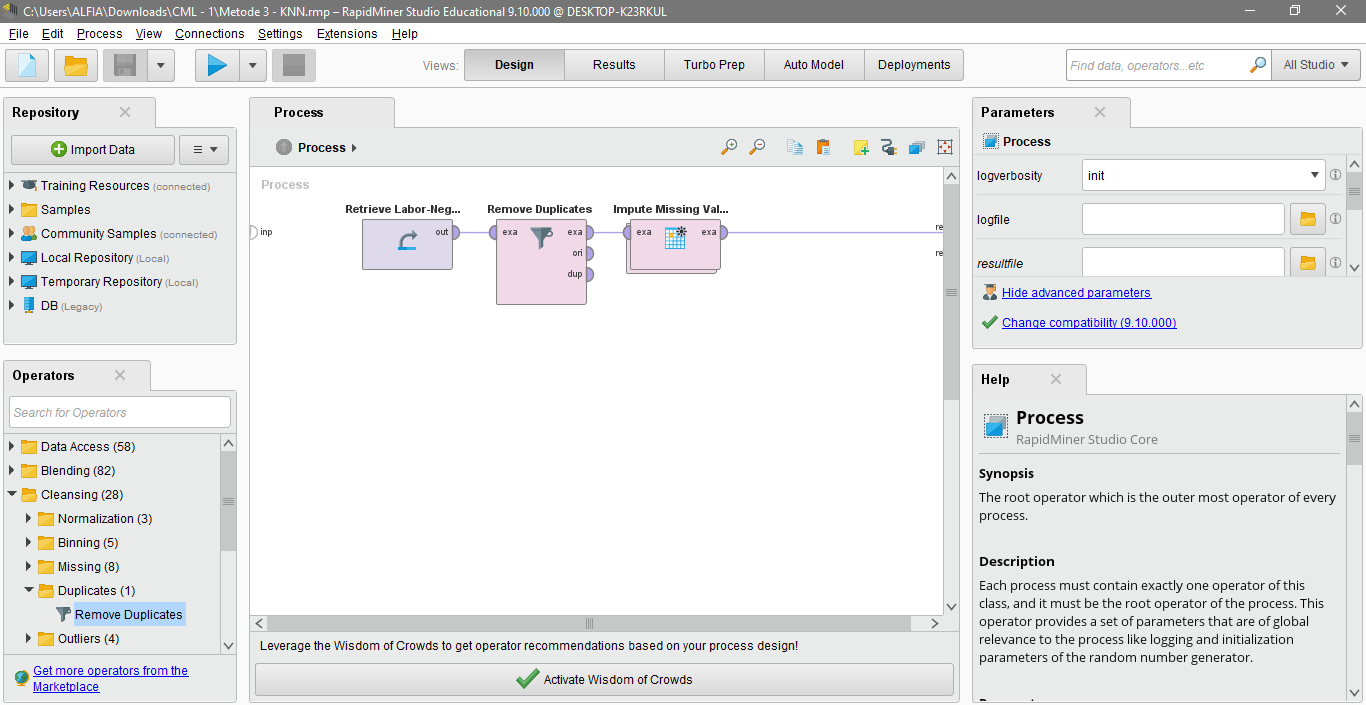 C:\Users\ALFIA\Downloads\CML - 1\Metode 3 - KNN.rmp – RapidMiner Studio Educational 9.10.000 @ DESKTOP-K23RKUL
File Edit Process View Connections Settings Extensions Help
Views: Design Results Turbo Prep Auto Model Deployments
Find data, operators...etc
All Studio
Repository
Import Data
Training Resources (connected)
Samples
Community Samples (connected)
Local Repository (Local)
Temporary Repository (Local)
DB (Legacy)
Operators
Search for Operators
Data Access (58)
Blending (82)
Cleansing (28)
Normalization (3)
Binning (5)
Missing (8)
Duplicates (1)
Remove Duplicates
Outliers (4)
Get more operators from the
Marketplace
Process
Process
Process
inp
Retrieve Labor-Neg...
out
Remove Duplicates
exa
exa
ori
dup
Impute Missing Val...
exa
exa
re
re
Leverage the Wisdom of Crowds to get operator recommendations based on your process design!
Activate Wisdom of Crowds
Parameters
Process
logverbosity
init
logfile
resultfile
Hide advanced parameters
Change compatibility (9.10.000)
Help
Process
RapidMiner Studio Core
Synopsis
The root operator which is the outer most operator of every
process.
Description
Each process must contain exactly one operator of this
class, and it must be the root operator of the process. This
operator provides a set of parameters that are of global
relevance to the process like logging and initialization
parameters of the random number generator.